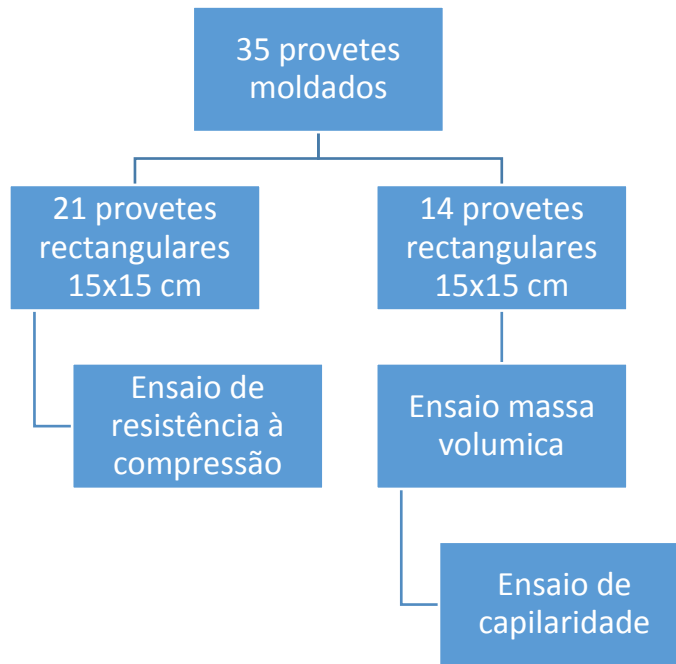 35 provetes
moldados
21 provetes
rectangulares
15x15 cm
14 provetes
rectangulares
15x15 cm
Ensaio de
resistência à
compressão
Ensaio massa
volumica
Ensaio de
capilaridade